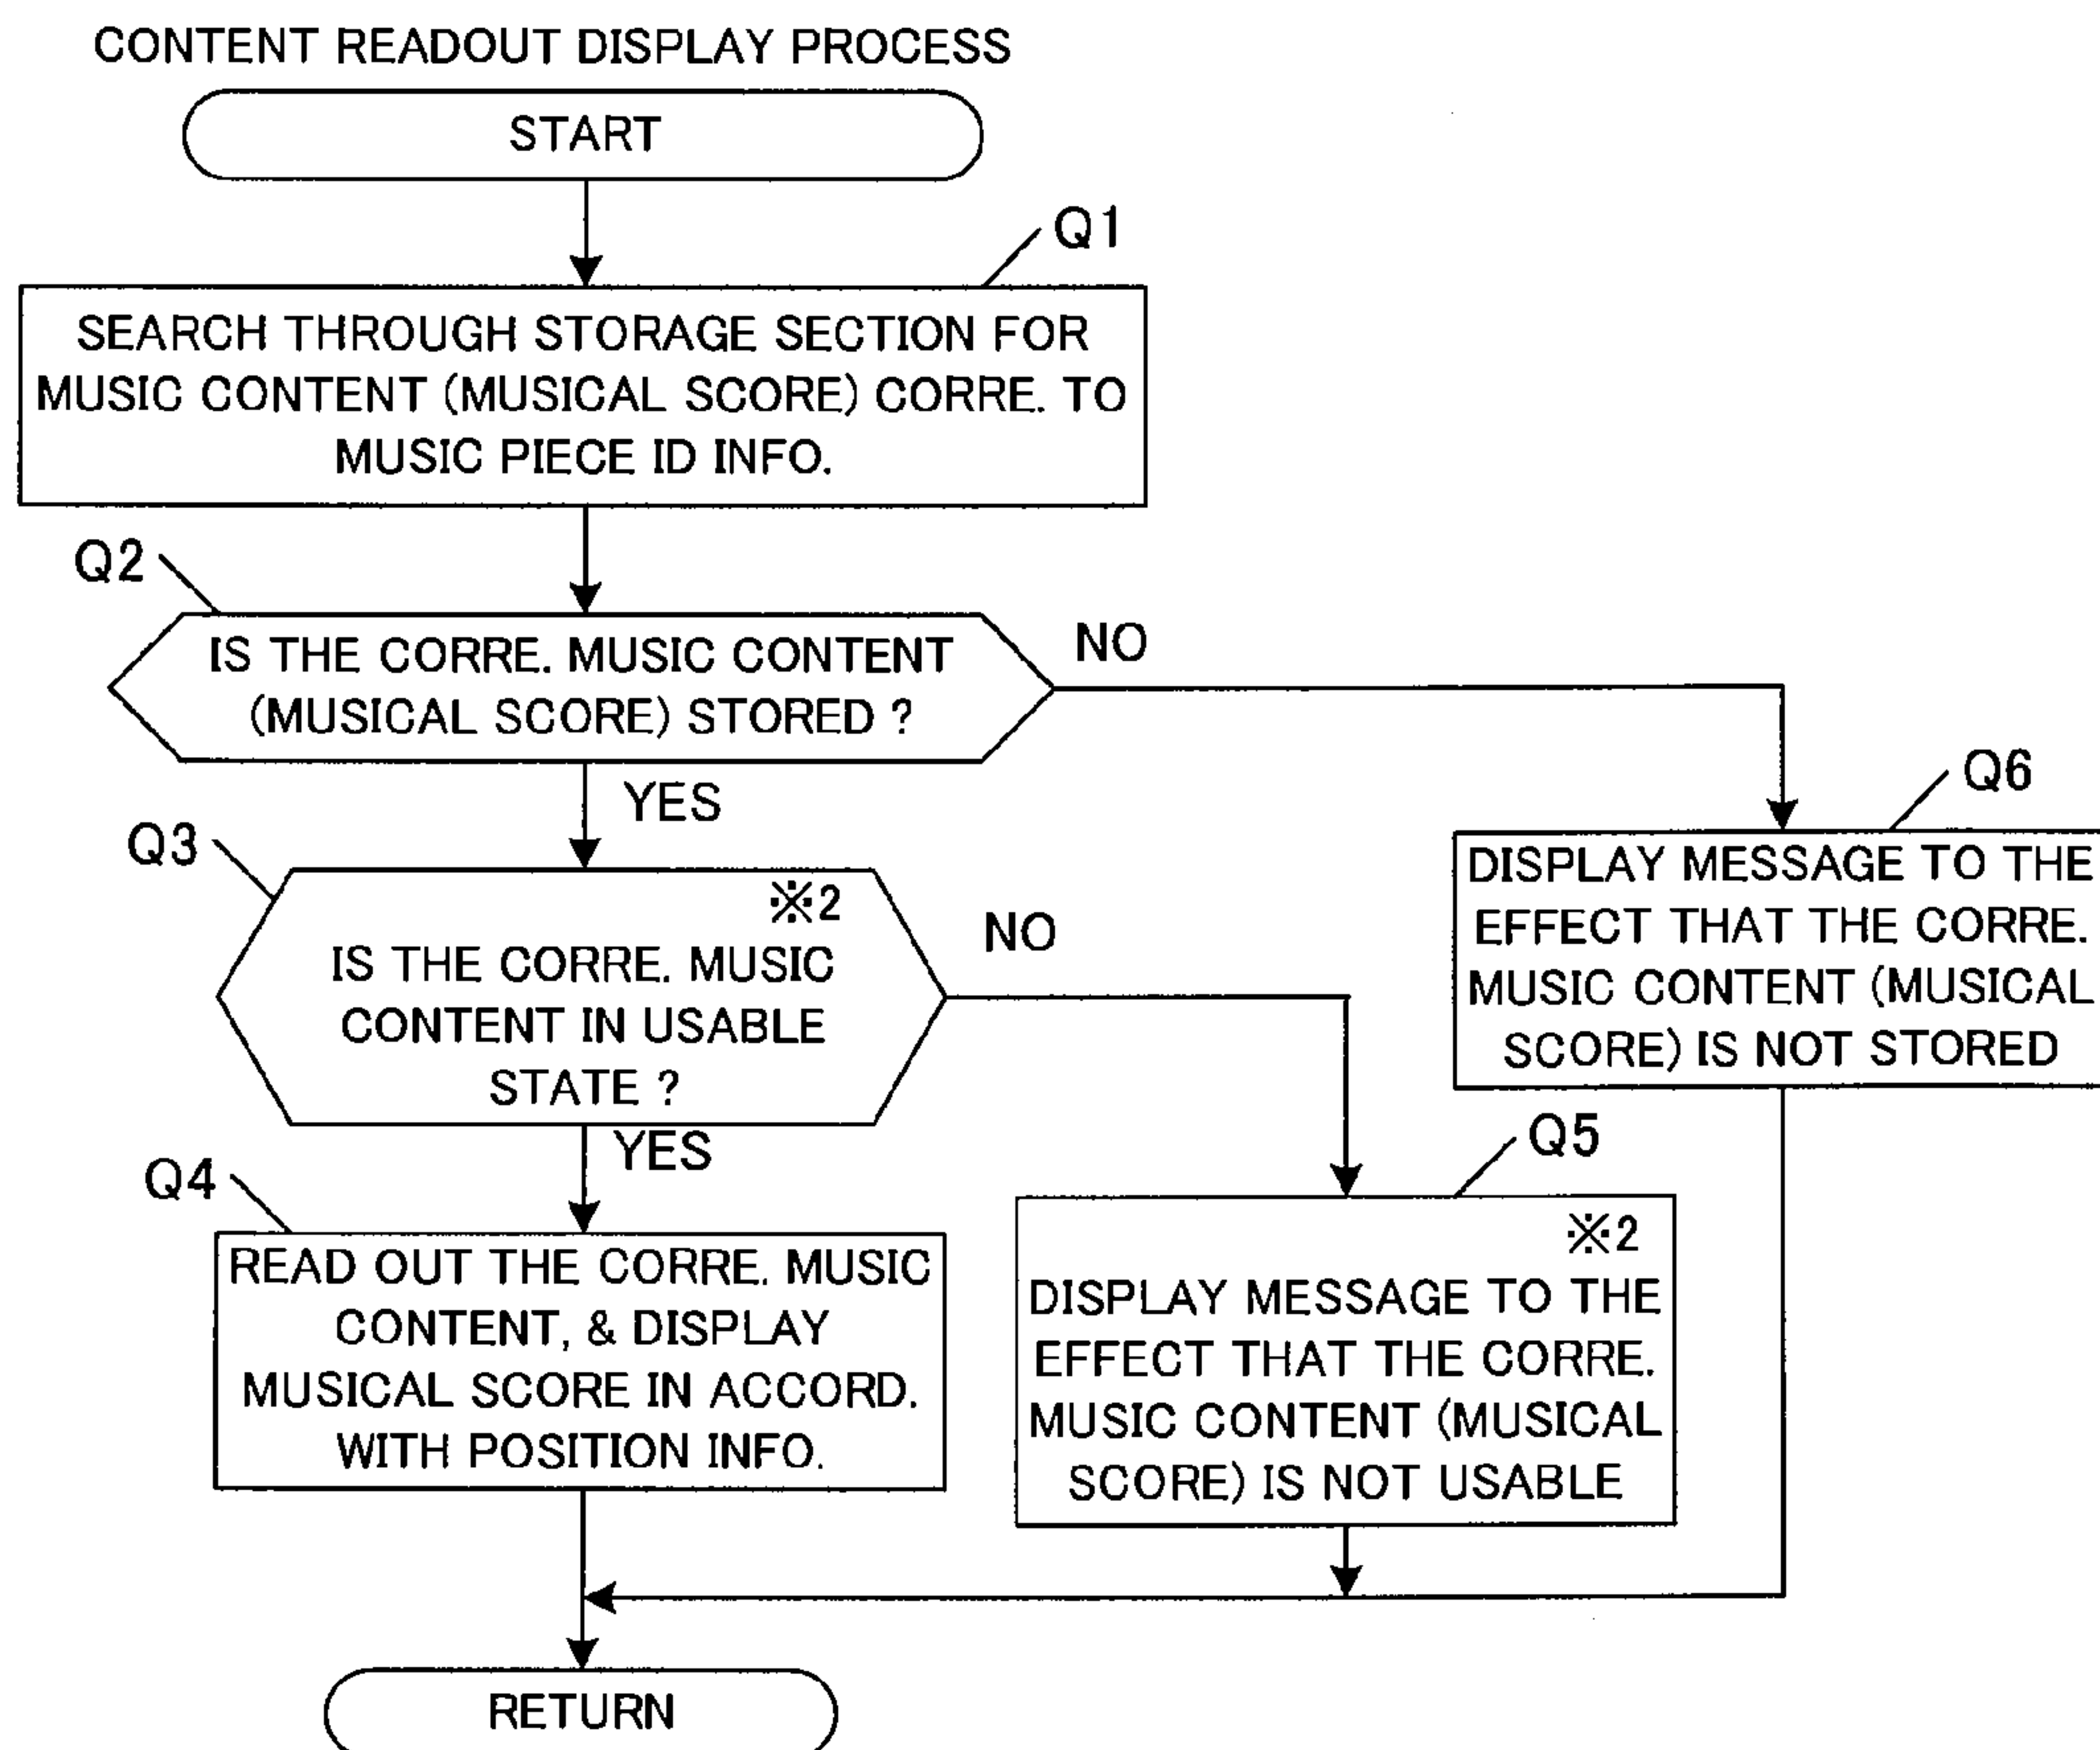 CONTENT READOUT DISPLAY PROCESS
START
Q1
SEARCH THROUGH STORAGE SECTION FOR
MUSIC CONTENT (MUSICAL SCORE) CORRE. TO
MUSIC PIECE ID INFO.
Q2
IS THE CORRE. MUSIC CONTENT
(MUSICAL SCORE) STORED ?
NO
YES
Q6
DISPLAY MESSAGE TO THE
EFFECT THAT THE CORRE.
MUSIC CONTENT (MUSICAL
SCORE) IS NOT STORED
Q3
※2
IS THE CORRE. MUSIC
CONTENT IN USABLE
STATE ?
NO
YES
Q5
※2
DISPLAY MESSAGE TO THE
EFFECT THAT THE CORRE.
MUSIC CONTENT (MUSICAL
SCORE) IS NOT USABLE
Q4
READ OUT THE CORRE. MUSIC
CONTENT, & DISPLAY
MUSICAL SCORE IN ACCORD.
WITH POSITION INFO.
RETURN